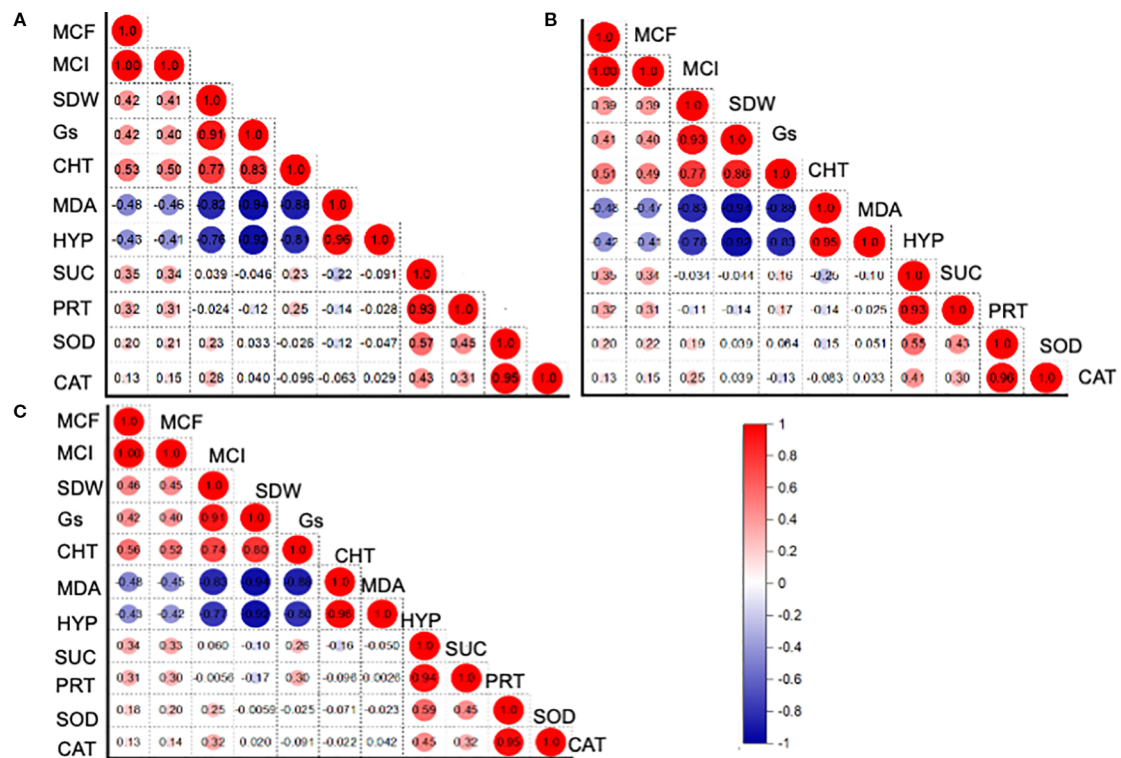 A
MCF 1.0
MCI 1.00 1.0
SDW 0.42 0.41 1.0
Gs 0.42 0.40 0.91 1.0
CHT 0.53 0.50 0.77 0.83 1.0
MDA -0.48 -0.46 -0.82 -0.94 -0.88 1.0
HYP -0.43 -0.41 -0.76 -0.92 -0.81 0.96 1.0
SUC 0.35 0.34 0.039 -0.046 0.23 -0.22 -0.091 1.0
PRT 0.32 0.31 -0.024 -0.12 0.25 -0.14 -0.028 0.93 1.0
SOD 0.20 0.21 0.23 0.033 -0.026 -0.12 -0.047 0.57 0.45 1.0
CAT 0.13 0.15 0.28 0.040 -0.096 -0.063 0.029 0.43 0.31 0.95 1.0
B
1.0 MCF
1.00 1.0 MCI
0.39 0.39 1.0 SDW
0.41 0.40 0.93 1.0 Gs
0.51 0.49 0.77 0.86 1.0 CHT
-0.48 -0.47 -0.83 -0.94 -0.88 1.0 MDA
-0.42 -0.41 -0.78 -0.92 -0.83 0.95 1.0 HYP
0.35 0.34 -0.034 -0.044 0.16 -0.25 -0.10 1.0 SUC
0.32 0.31 -0.11 -0.14 0.17 -0.14 -0.025 0.93 1.0 PRT
0.20 0.22 0.19 0.039 0.064 0.15 0.051 0.55 0.43 1.0 SOD
0.13 0.15 0.25 0.039 -0.13 -0.083 0.033 0.41 0.30 0.96 1.0 CAT
C
MCF 1.0 MCF
MCI 1.00 1.0 MCI
SDW 0.46 0.45 1.0 SDW
Gs 0.42 0.40 0.91 1.0 Gs
CHT 0.56 0.52 0.74 0.80 1.0 CHT
MDA -0.48 -0.45 -0.83 -0.94 -0.88 1.0 MDA
HYP -0.43 -0.42 -0.77 -0.92 -0.80 0.96 1.0 HYP
SUC 0.34 0.33 0.060 -0.10 0.26 -0.16 -0.050 1.0 SUC
PRT 0.31 0.30 -0.0056 -0.17 0.30 -0.096 0.0026 0.94 1.0 PRT
SOD 0.18 0.20 0.25 -0.0059 -0.025 -0.071 -0.023 0.59 0.45 1.0 SOD
CAT 0.13 0.14 0.32 0.020 -0.091 -0.022 0.042 0.45 0.32 0.95 1.0 CAT
1
0.8
0.6
0.4
0.2
0
-0.2
-0.4
-0.6
-0.8
-1